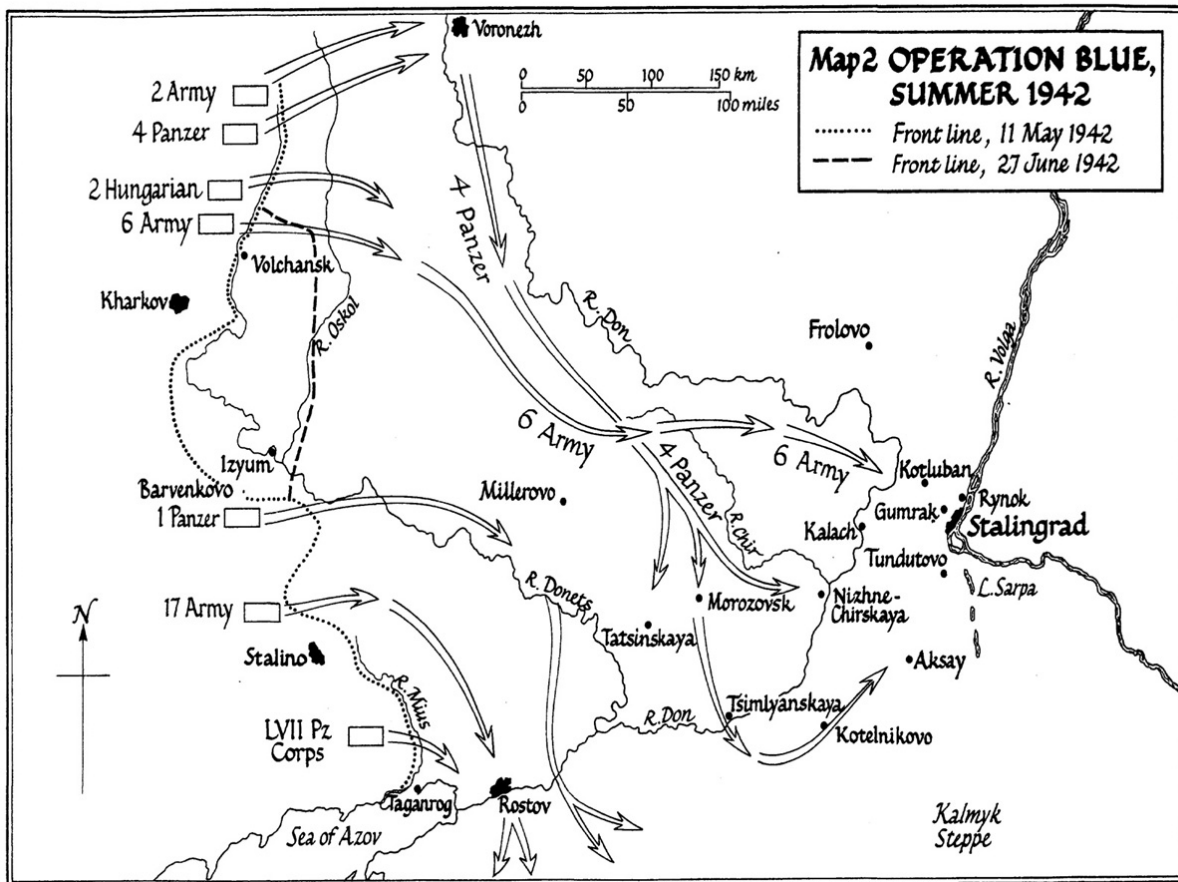 Map 2 OPERATION BLUE,
SUMMER 1942
Front line, 11 May 1942
Front line, 27 June 1942
0 50 100 150 km
0 50 100 miles
Voronezh
2 Army
4 Panzer
2 Hungarian
6 Army
Volchansk
Kharkov
R. Oskol
4 Panzer
R. Don
Frolovo
R. Volga
Izyum
Barvenkovo
1 Panzer
6 Army
6 Army
4 Panzer
Millerovo
R. Chir
Kotluban
Rynok
Gumrak
Stalingrad
Kalach
Tundutovo
L. Sarpa
R. Donets
Morozovsk
Nizhne-
Chirskaya
Tatsinskaya
Aksay
N
17 Army
Stalino
R. Mius
LVII Pz
Corps
Tsimlyanskaya
R. Don
Kotelnikovo
Taganrog
Rostov
Sea of Azov
Kalmyk
Steppe